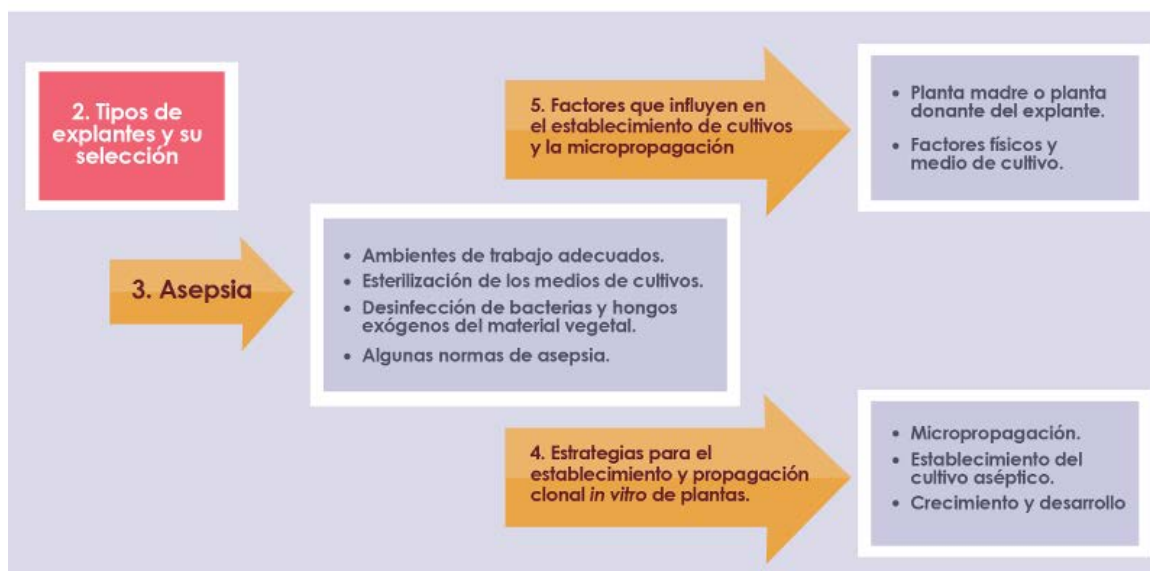 2. Tipos de
explantes y su
selección
3. Asepsia
• Ambientes de trabajo adecuados.
• Esterilización de los medios de cultivos.
• Desinfección de bacterias y hongos
exógenos del material vegetal.
• Algunas normas de asepsia.
5. Factores que influyen en
el establecimiento de cultivos
y la micropropagación
• Planta madre o planta
donante del explante.
• Factores físicos y
medio de cultivo.
4. Estrategias para el
establecimiento y propagación
clonal in vitro de plantas.
• Micropropagación.
• Establecimiento del
cultivo aséptico.
• Crecimiento y desarrollo